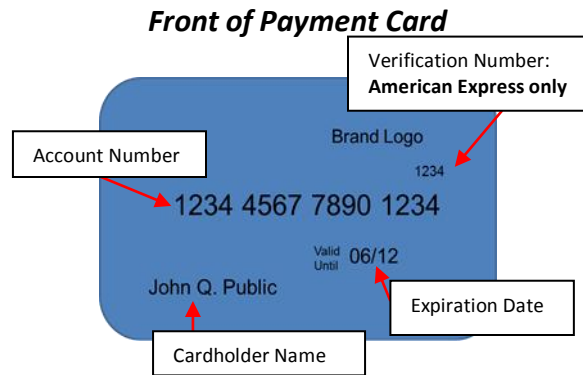 Front of Payment Card
Verification Number:
American Express only
Brand Logo
Account Number
1234
1234 4567 7890 1234
Valid
Until
06/12
John Q. Public
Expiration Date
Cardholder Name